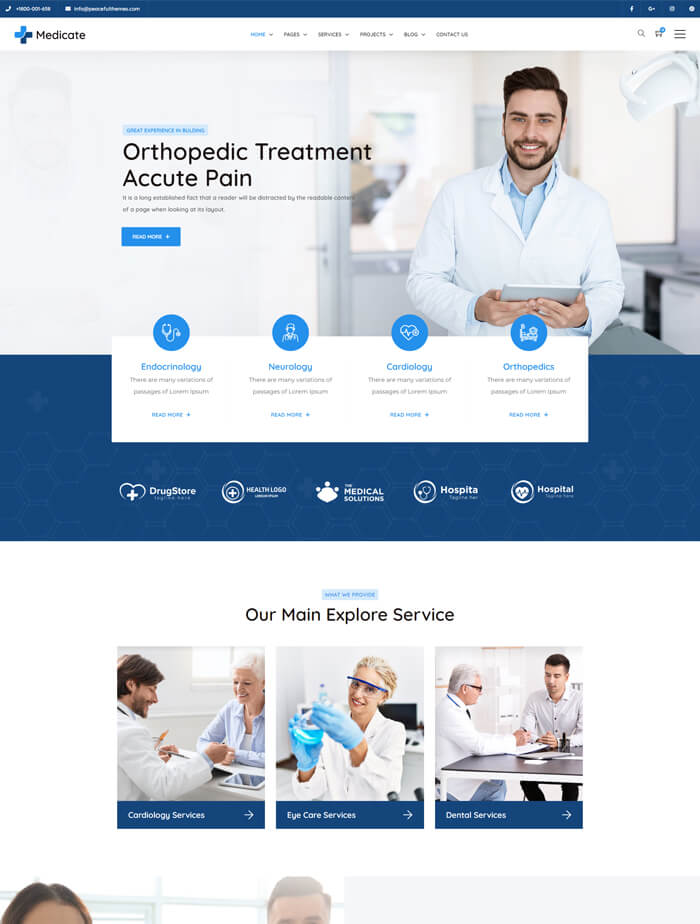 +1800-001-658 info@peacefulthemes.com
Medicate HOME PAGES SERVICES PROJECTS BLOG CONTACT US
GREAT EXPERIENCE IN BULDING
Orthopedic Treatment
Accute Pain
It is a long established fact that a reader will be distracted by the readable content
of a page when looking at its layout.
READ MORE +
Endocrinology
There are many variations of
passages of Lorem Ipsum
READ MORE +
Neurology
There are many variations of
passages of Lorem Ipsum
READ MORE +
Cardiology
There are many variations of
passages of Lorem Ipsum
READ MORE +
Orthopedics
There are many variations of
passages of Lorem Ipsum
READ MORE +
DrugStore
tagline here
HEALTH LOGO
LOREM IPSUM
THE
MEDICAL
SOLUTIONS
Hospita
Tagline her
Hospital
Tagline here
WHAT WE PROVIDE
Our Main Explore Service
Cardiology Services
Eye Care Services
Dental Services